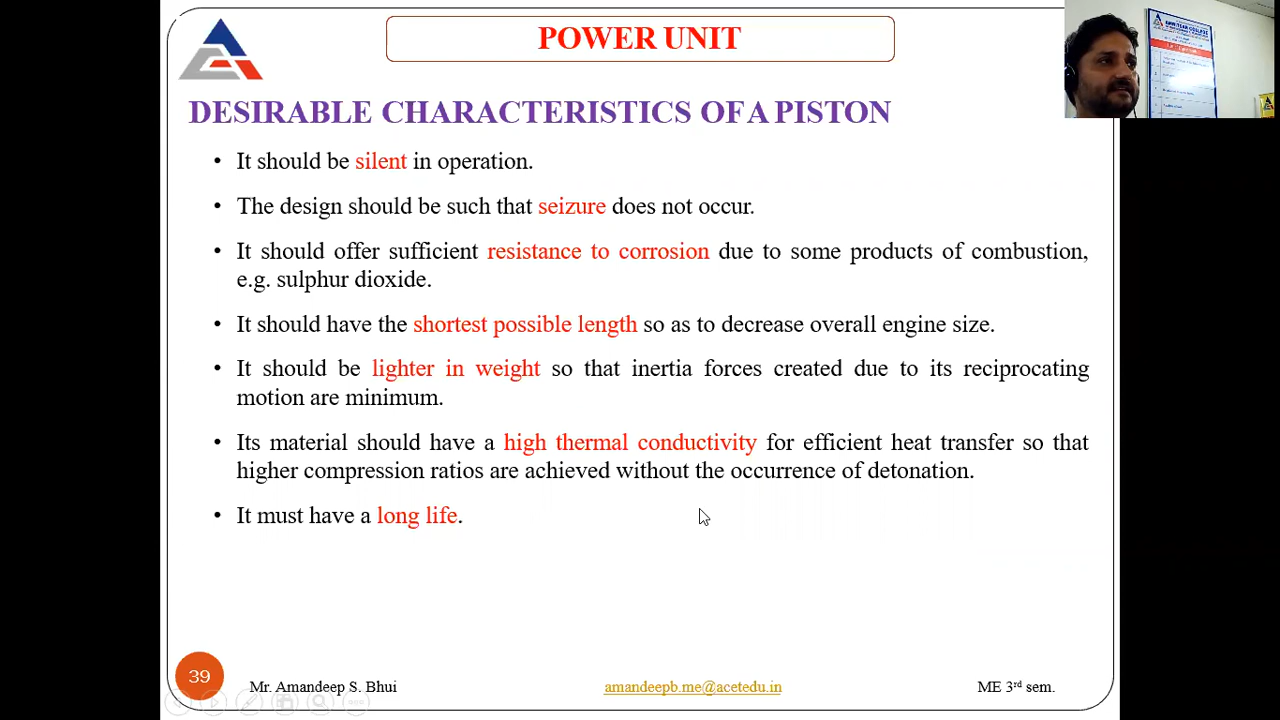 POWER UNIT
DESIRABLE CHARACTERISTICS OF A PISTON
• It should be silent in operation.
• The design should be such that seizure does not occur.
• It should offer sufficient resistance to corrosion due to some products of combustion,
e.g. sulphur dioxide.
• It should have the shortest possible length so as to decrease overall engine size.
• It should be lighter in weight so that inertia forces created due to its reciprocating
motion are minimum.
• Its material should have a high thermal conductivity for efficient heat transfer so that
higher compression ratios are achieved without the occurrence of detonation.
• It must have a long life.
39
Mr. Amandeep S. Bhui
amandeepb.me@acetedu.in
ME 3rd sem.